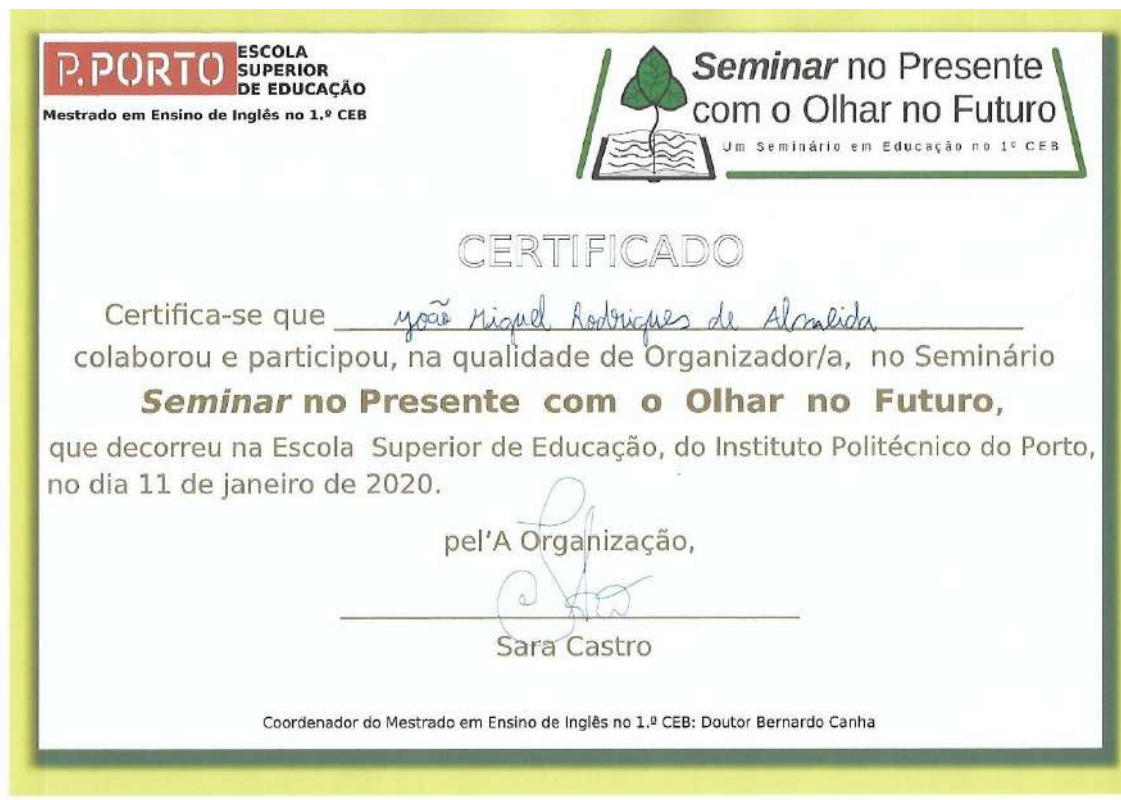 P.PORTO
ESCOLA
SUPERIOR
DE EDUCAÇÃO
Mestrado em Ensino de Inglês no 1.º CEB
Seminar no Presente
com o Olhar no Futuro
Um Seminário em Educação no 1º CEB
CERTIFICADO
Certifica-se que João Miguel Rodrigues de Almeida
colaborou e participou, na qualidade de Organizador/a, no Seminário
Seminar no Presente com o Olhar no Futuro,
que decorreu na Escola Superior de Educação, do Instituto Politécnico do Porto,
no dia 11 de janeiro de 2020.
pel'A Organização,
Sara Castro
Coordenador do Mestrado em Ensino de Inglês no 1.º CEB: Doutor Bernardo Canha